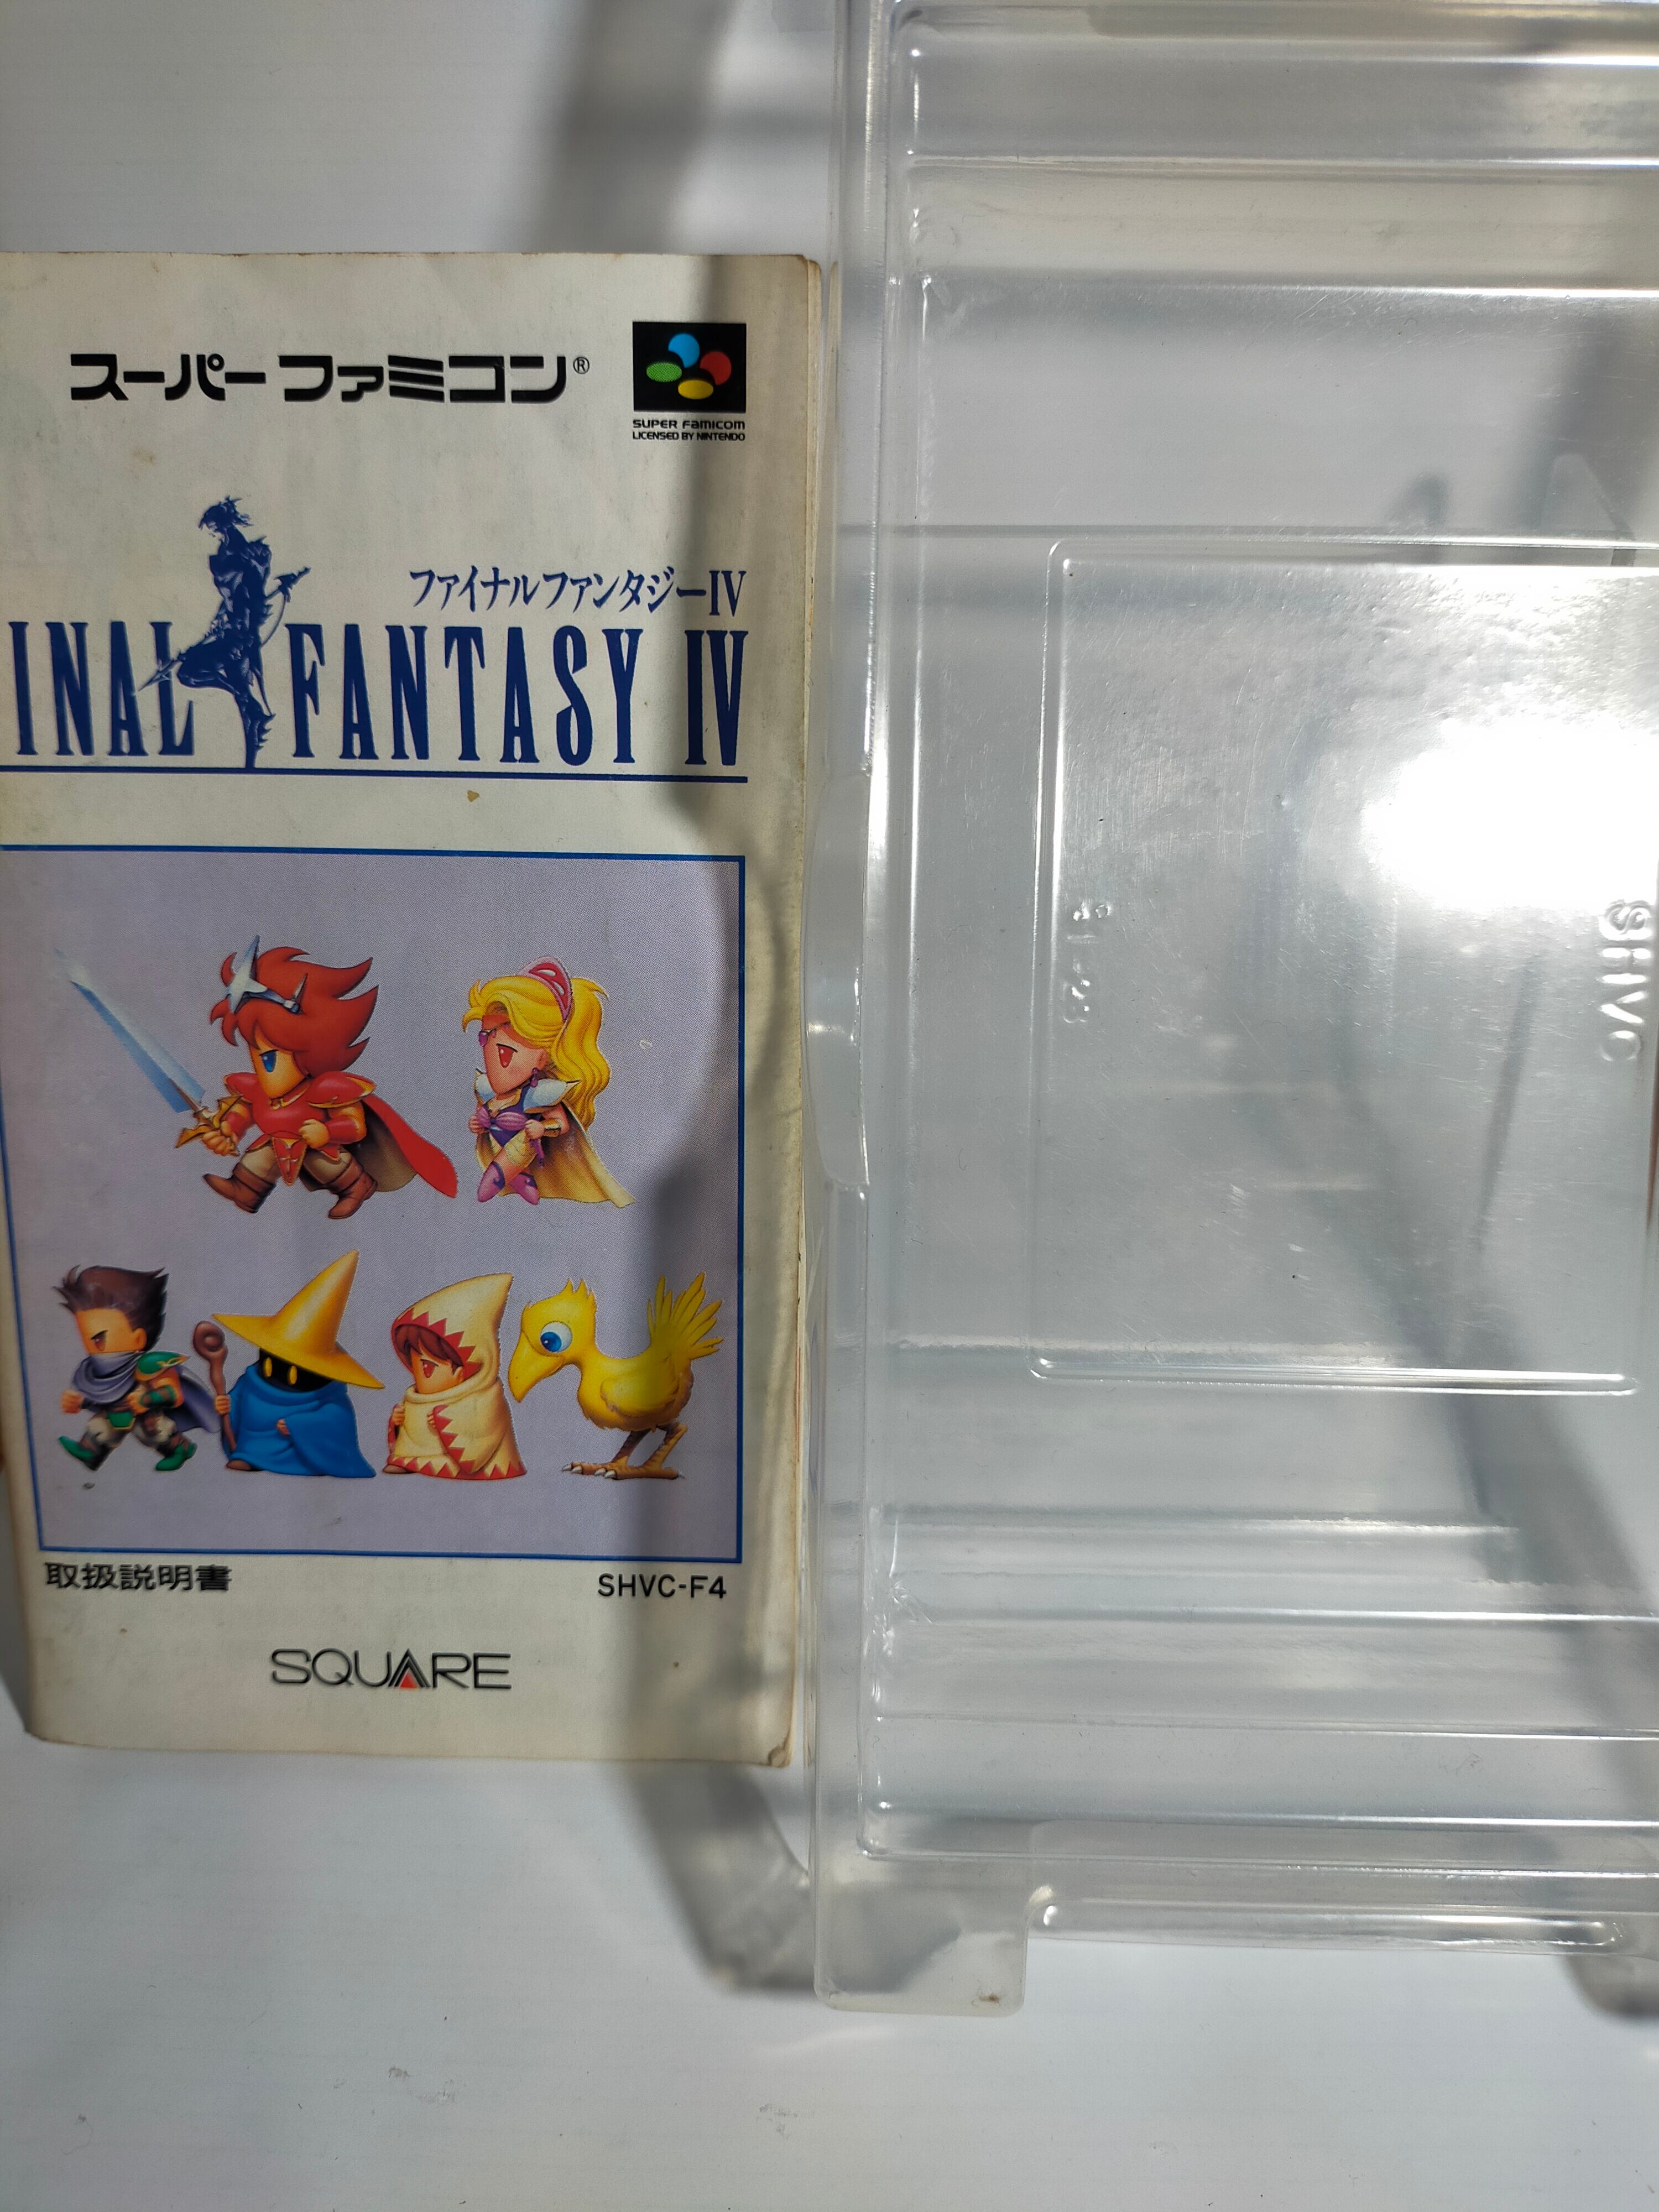 スーパーファミコン®
SUPER FAMICOM
LICENSED BY NINTENDO
ファイナルファンタジーIV
INAL FANTASY IV
取扱説明書
SHVC-F4
SQUARE
SHVC